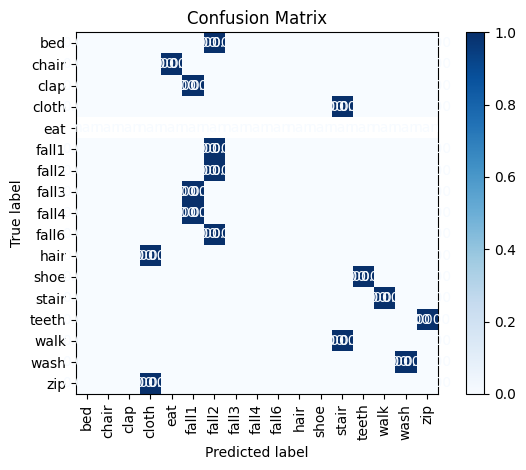 Confusion Matrix
True label
bed
chair
clap
cloth
eat
fall1
fall2
fall3
fall4
fall6
hair
shoe
stair
teeth
walk
wash
zip
bed
chair
clap
cloth
eat
fall1
fall2
fall3
fall4
fall6
hair
shoe
stair
teeth
walk
wash
zip
Predicted label
1.0
0.8
0.6
0.4
0.2
0.0